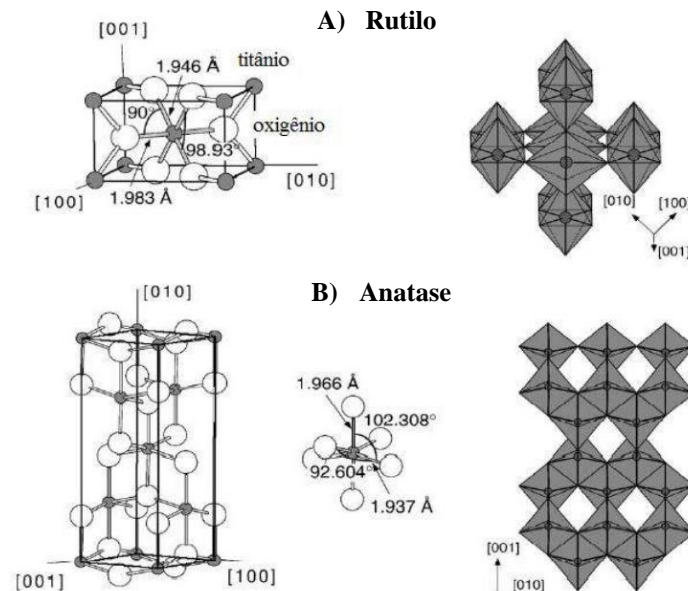 A) Rutilo
[001]
titânio
1.946 Å
90°
oxigênio
98.93°
[010]
[100]
1.983 Å
[010]
[100]
[001]
B) Anatase
[010]
1.966 Å
102.308°
92.604°
1.937 Å
[001]
[100]
[001]
[010]